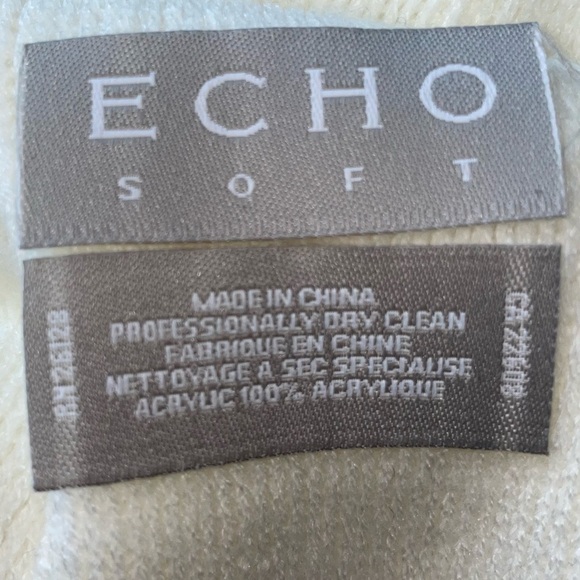 ECHO
SOFT
MADE IN CHINA
PROFESSIONALLY DRY CLEAN
FABRIQUE EN CHINE
NETTOYAGE A SEC SPECIALISE
ACRYLIC 100% ACRYLIQUE
RN 26128
CA